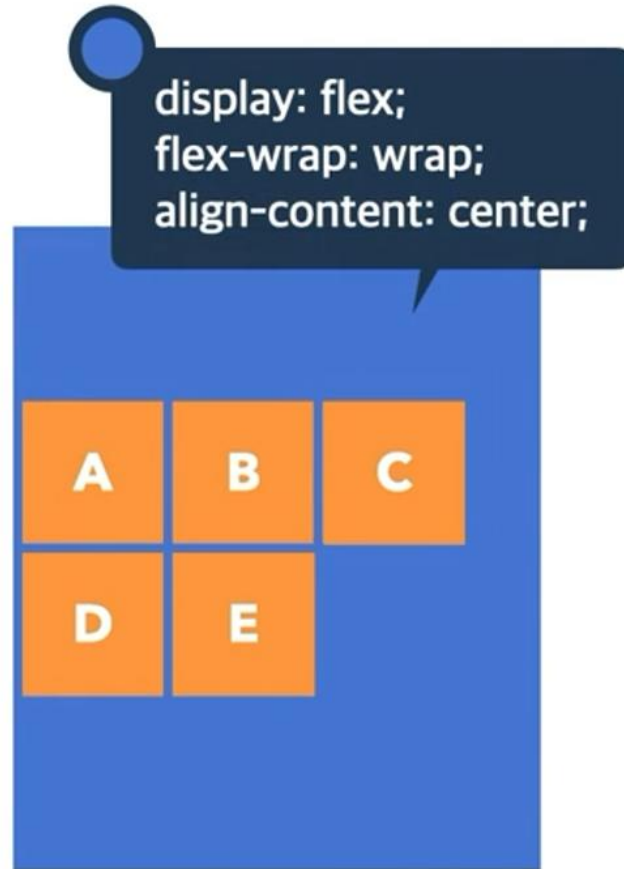 display: flex;
flex-wrap: wrap;
align-content: center;
A B C
D E